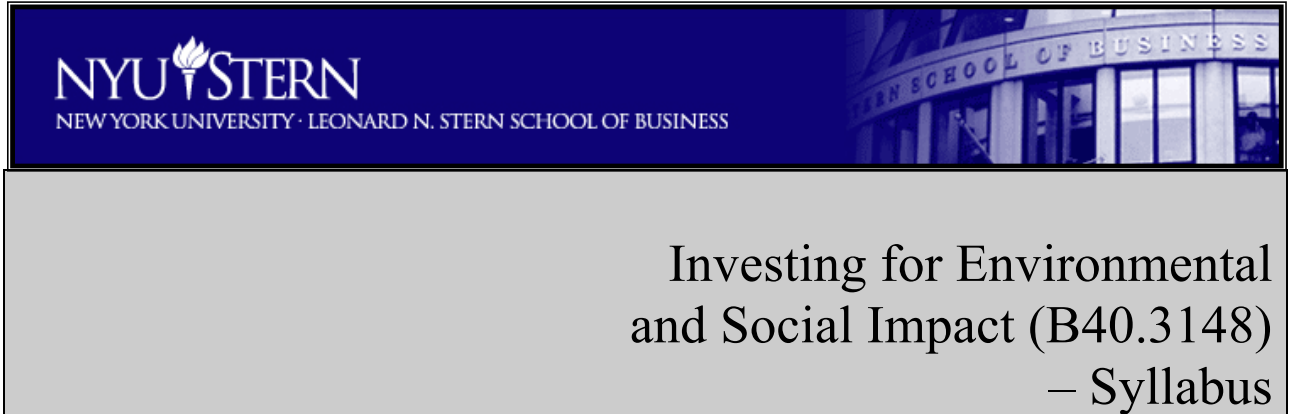 NYU STERN
NEW YORK UNIVERSITY · LEONARD N. STERN SCHOOL OF BUSINESS
ERN SCHOOL OF BUSINESS
Investing for Environmental
and Social Impact (B40.3148)
– Syllabus